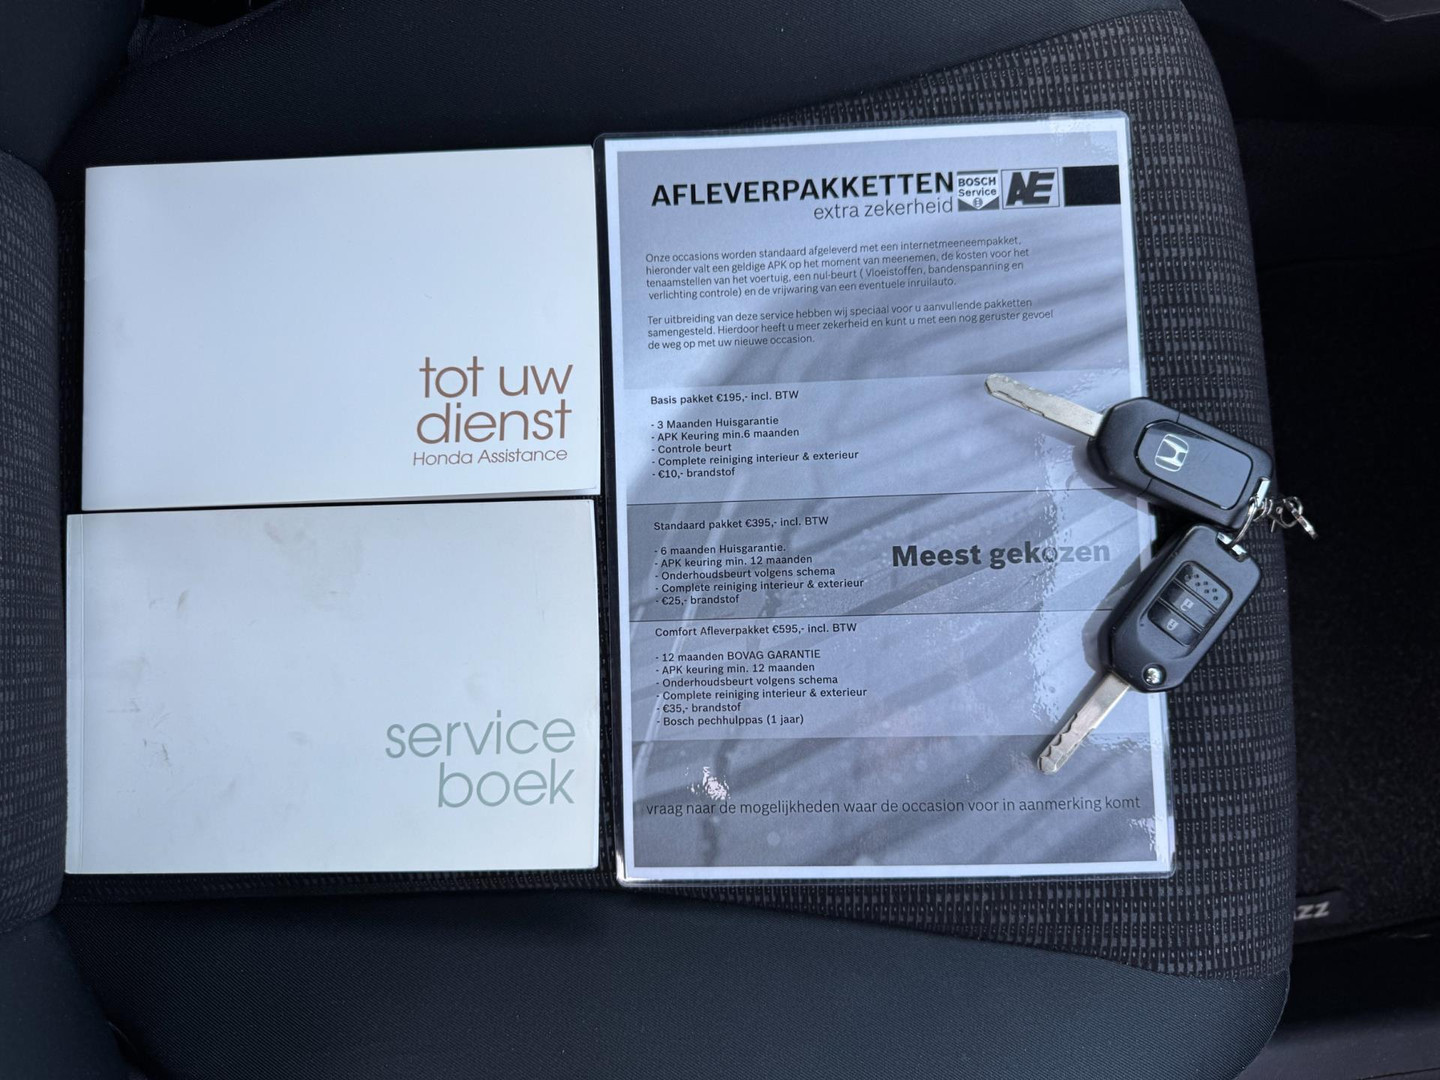 tot uw
dienst
Honda Assistance
service
boek
AFLEVERPAKKETTEN
extra zekerheid
BOSCH
Service
AE
Onze occasions worden standaard afgeleverd met een internetmeeneempakket,
hieronder valt een geldige APK op het moment van meenemen, de kosten voor het
tenaamstellen van het voertuig, een nul-beurt ( Vloeistoffen, bandenspanning en
verlichting controle) en de vrijwaring van een eventuele inruilauto.
Ter uitbreiding van deze service hebben wij speciaal voor u aanvullende pakketten
samengesteld. Hierdoor heeft u meer zekerheid en kunt u met een nog geruster gevoel
de weg op met uw nieuwe occasion.
Basis pakket €195,- incl. BTW
- 3 Maanden Huisgarantie
- APK Keuring min.6 maanden
- Controle beurt
- Complete reiniging interieur & exterieur
- €10,- brandstof
Standaard pakket €395,- incl. BTW
- 6 maanden Huisgarantie.
- APK keuring min. 12 maanden
- Onderhoudsbeurt volgens schema
- Complete reiniging interieur & exterieur
- €25,- brandstof
Meest gekozen
Comfort Afleverpakket €595,- incl. BTW
- 12 maanden BOVAG GARANTIE
- APK keuring min. 12 maanden
- Onderhoudsbeurt volgens schema
- Complete reiniging interieur & exterieur
- €35,- brandstof
- Bosch pechhulppas (1 jaar)
vraag naar de mogelijkheden waar de occasion voor in aanmerking komt